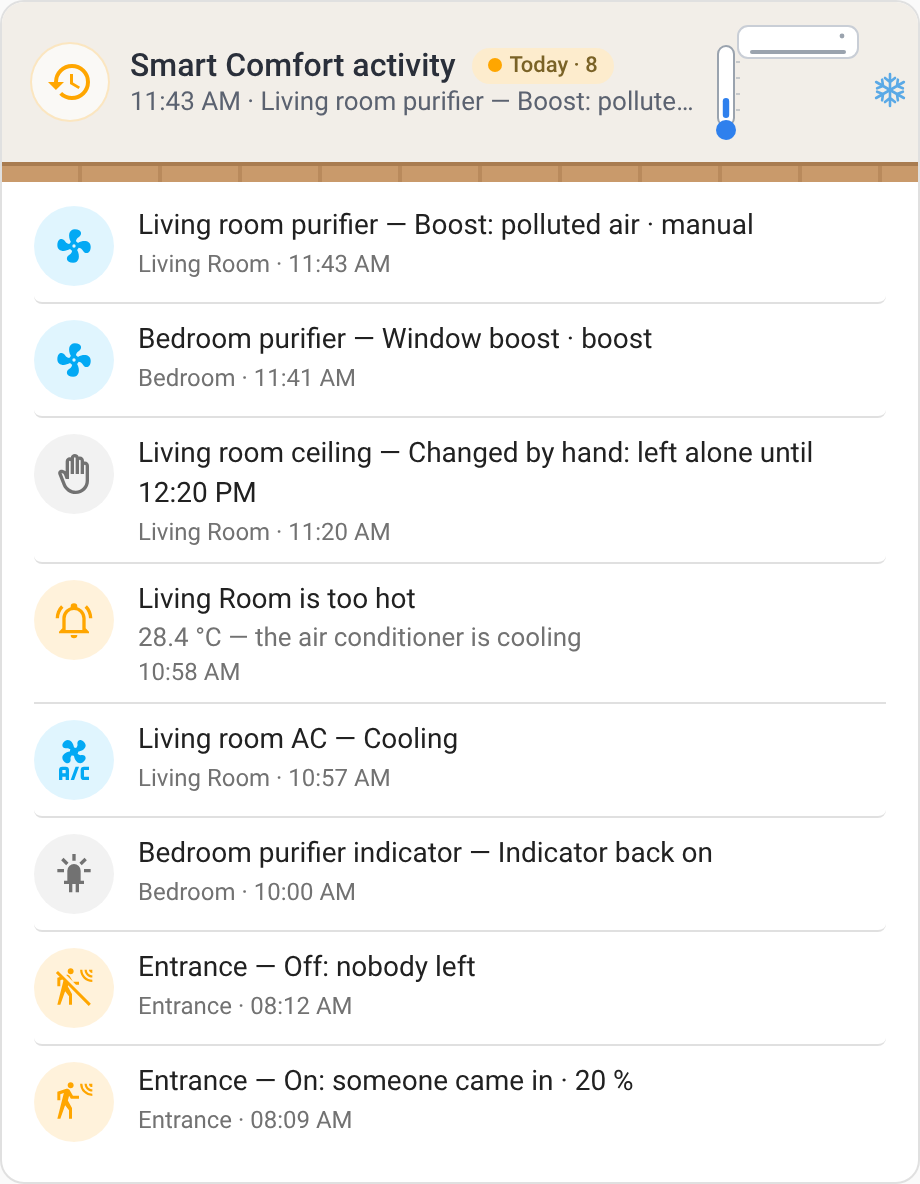 Smart Comfort activity
Today · 8
11:43 AM · Living room purifier — Boost: pollute…
Living room purifier — Boost: polluted air · manual
Living Room · 11:43 AM
Bedroom purifier — Window boost · boost
Bedroom · 11:41 AM
Living room ceiling — Changed by hand: left alone until
12:20 PM
Living Room · 11:20 AM
Living Room is too hot
28.4 °C — the air conditioner is cooling
10:58 AM
A/C
Living room AC — Cooling
Living Room · 10:57 AM
Bedroom purifier indicator — Indicator back on
Bedroom · 10:00 AM
Entrance — Off: nobody left
Entrance · 08:12 AM
Entrance — On: someone came in · 20 %
Entrance · 08:09 AM